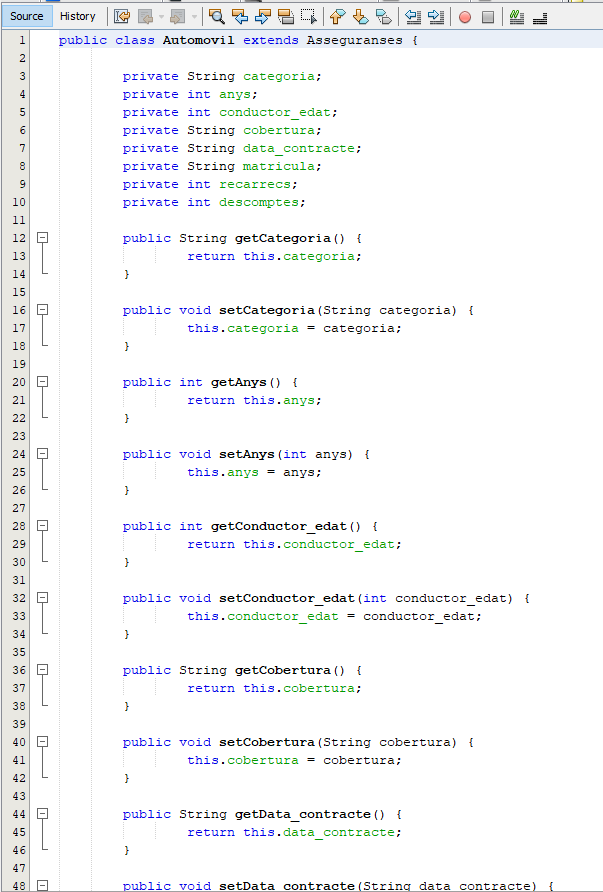 Source History
1 public class Automovil extends Asseguranses {
2
3 private String categoria;
4 private int anys;
5 private int conductor_edat;
6 private String cobertura;
7 private String data_contracte;
8 private String matricula;
9 private int recarrecs;
10 private int descomptes;
11
12 public String getCategoria() {
13 return this.categoria;
14 }
15
16 public void setCategoria(String categoria) {
17 this.categoria = categoria;
18 }
19
20 public int getAnys() {
21 return this.anys;
22 }
23
24 public void setAnys(int anys) {
25 this.anys = anys;
26 }
27
28 public int getConductor_edat() {
29 return this.conductor_edat;
30 }
31
32 public void setConductor_edat(int conductor_edat) {
33 this.conductor_edat = conductor_edat;
34 }
35
36 public String getCobertura() {
37 return this.cobertura;
38 }
39
40 public void setCobertura(String cobertura) {
41 this.cobertura = cobertura;
42 }
43
44 public String getData_contracte() {
45 return this.data_contracte;
46 }
47
48 public void setData_contracte(String data_contracte) {